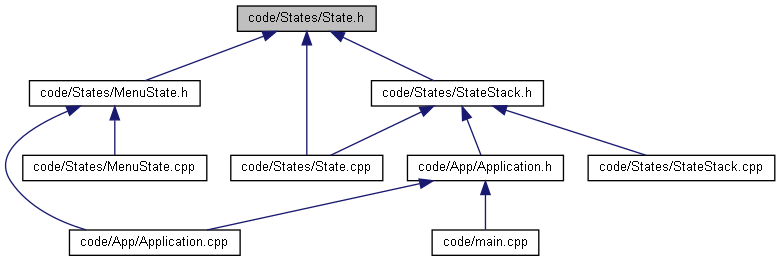 code/States/State.h
code/States/MenuState.h
code/States/StateStack.h
code/States/MenuState.cpp
code/States/State.cpp
code/App/Application.h
code/States/StateStack.cpp
code/App/Application.cpp
code/main.cpp